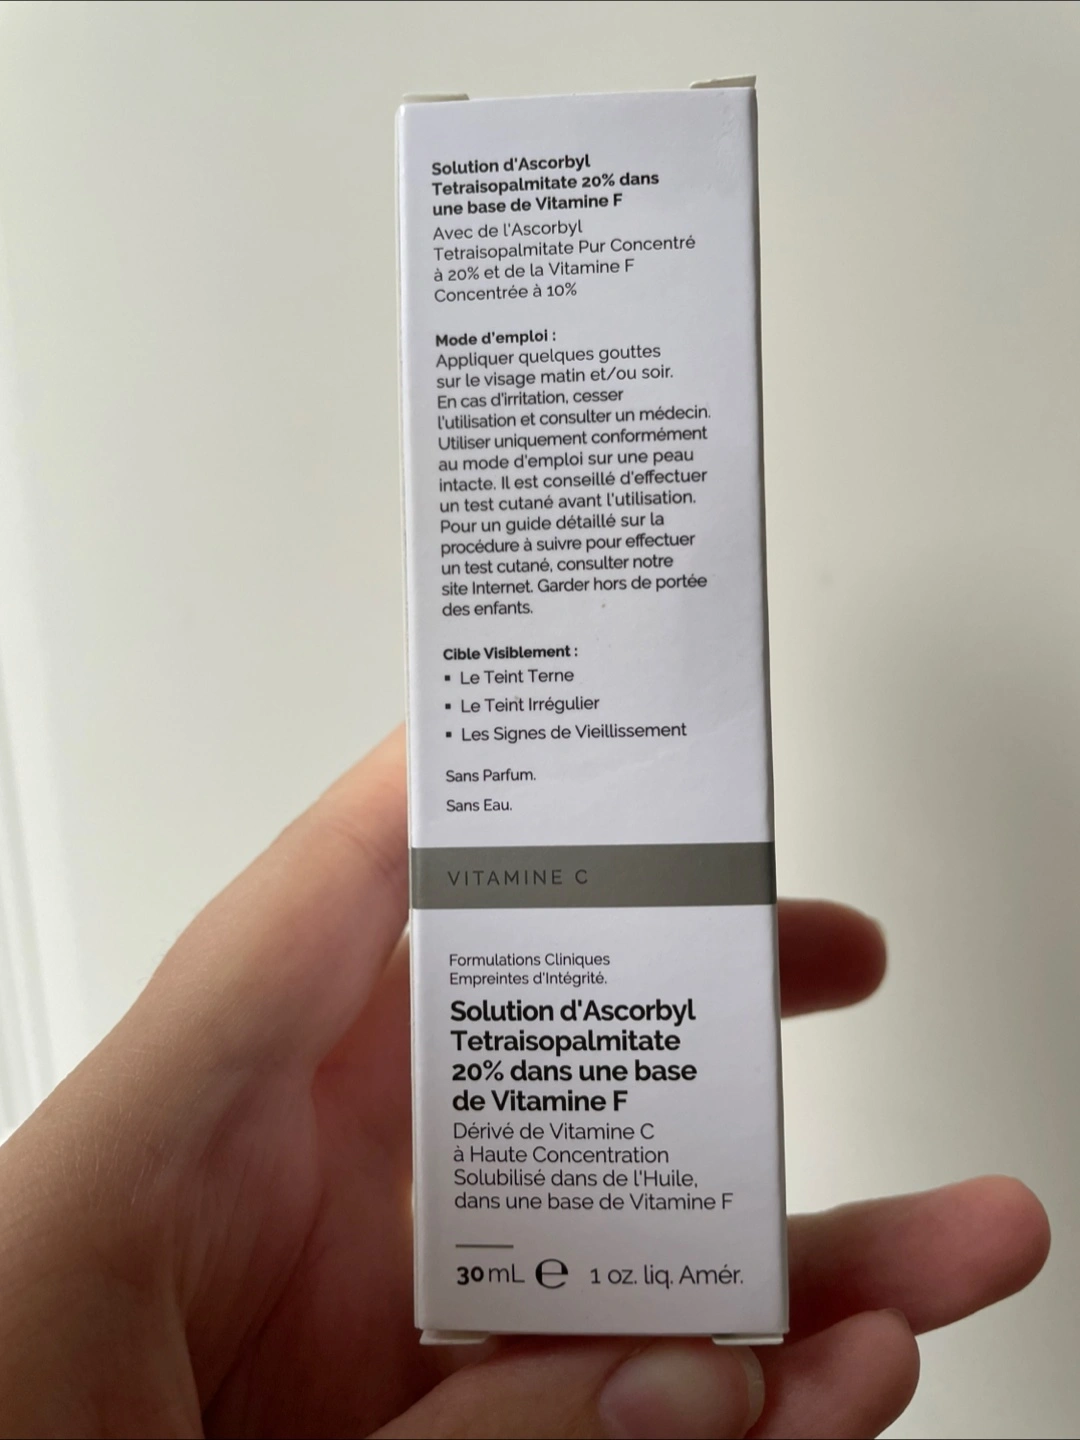 Solution d'Ascorbyl
Tetraisopalmitate 20% dans
une base de Vitamine F
Avec de l'Ascorbyl
Tetraisopalmitate Pur Concentré
à 20% et de la Vitamine F
Concentrée à 10%
Mode d'emploi :
Appliquer quelques gouttes
sur le visage matin et/ou soir.
En cas d'irritation, cesser
l'utilisation et consulter un médecin.
Utiliser uniquement conformément
au mode d'emploi sur une peau
intacte. Il est conseillé d'effectuer
un test cutané avant l'utilisation.
Pour un guide détaillé sur la
procédure à suivre pour effectuer
un test cutané, consulter notre
site Internet. Garder hors de portée
des enfants.
Cible Visiblement :
▪ Le Teint Terne
▪ Le Teint Irrégulier
▪ Les Signes de Vieillissement
Sans Parfum.
Sans Eau.
VITAMINE C
Formulations Cliniques
Empreintes d'Intégrité.
Solution d'Ascorbyl
Tetraisopalmitate
20% dans une base
de Vitamine F
Dérivé de Vitamine C
à Haute Concentration
Solubilisé dans de l'Huile,
dans une base de Vitamine F
30 mL ℮ 1 oz. liq. Amér.